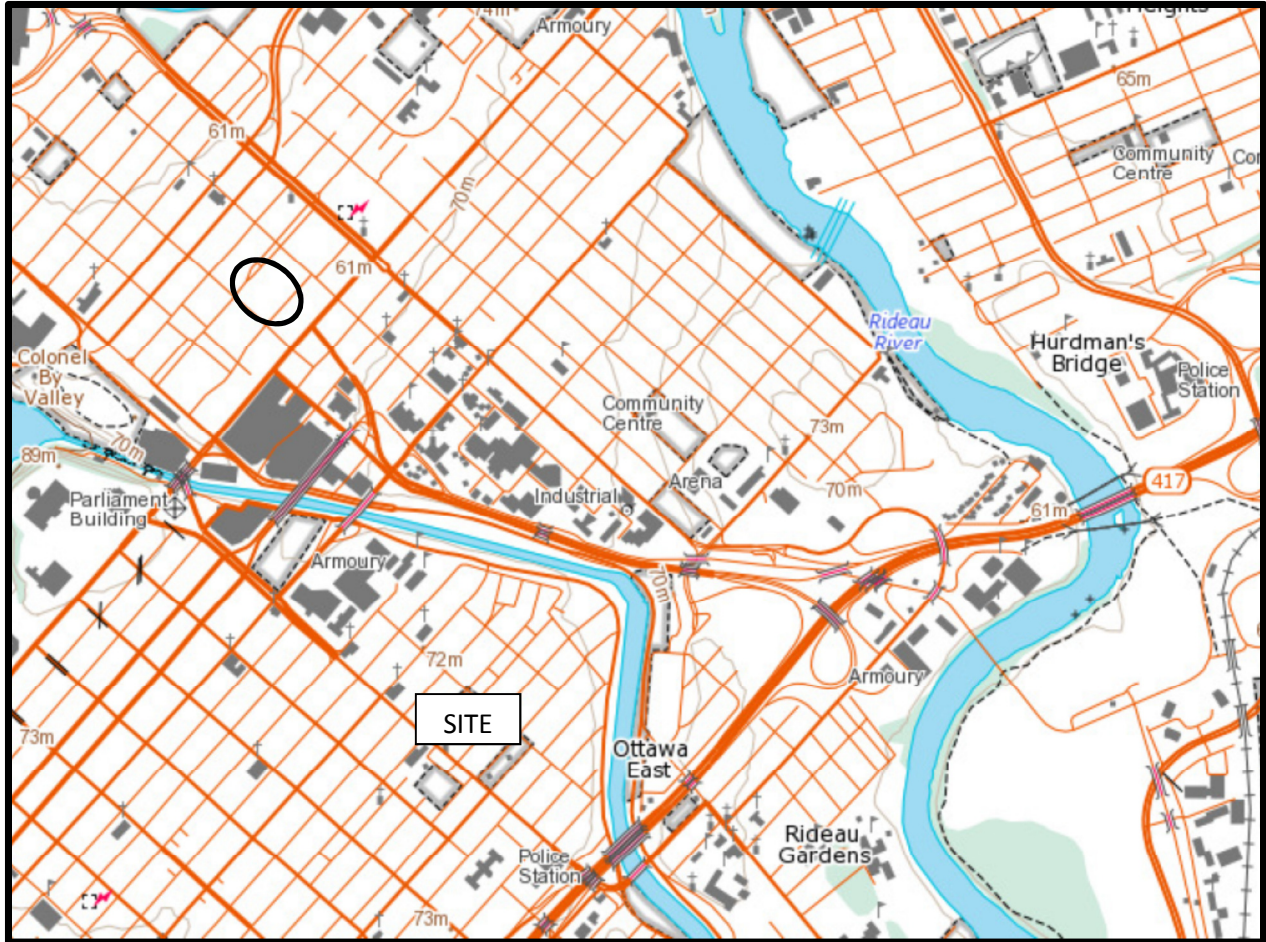 Armoury
65m
61m
Community
Centre
70m
61m
Rideau
River
Hurdman's
Bridge
Police
Station
Colonel
By
Valley
Community
Centre
73m
70m
89m
Arena
70m
417
Parliament
Building
Industrial
61m
Armoury
70m
72m
Armoury
SITE
73m
Ottawa
East
Rideau
Gardens
Police
Station
73m